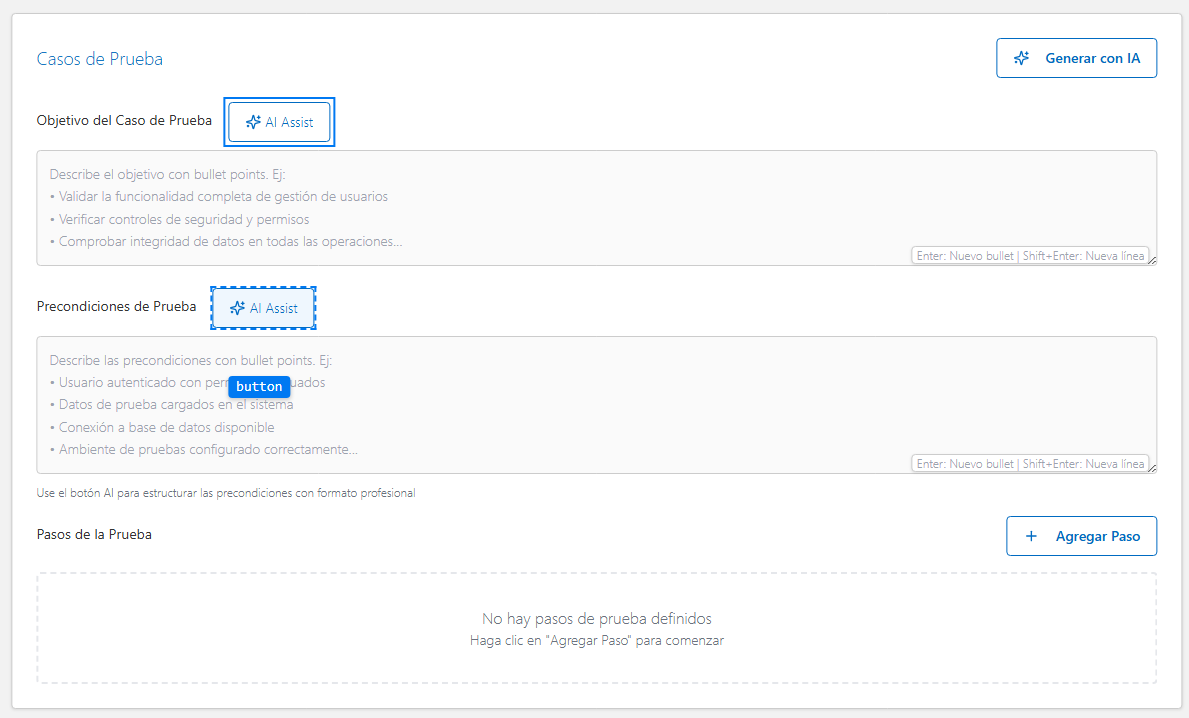 Casos de Prueba
Generar con IA
Objetivo del Caso de Prueba
AI Assist
Describe el objetivo con bullet points. Ej:
• Validar la funcionalidad completa de gestión de usuarios
• Verificar controles de seguridad y permisos
• Comprobar integridad de datos en todas las operaciones...
Enter: Nuevo bullet | Shift+Enter: Nueva línea
Precondiciones de Prueba
AI Assist
Describe las precondiciones con bullet points. Ej:
• Usuario autenticado con
button
• Datos de prueba cargados en el sistema
• Conexión a base de datos disponible
• Ambiente de pruebas configurado correctamente...
Enter: Nuevo bullet | Shift+Enter: Nueva línea
Use el botón AI para estructurar las precondiciones con formato profesional
Pasos de la Prueba
+ Agregar Paso
No hay pasos de prueba definidos
Haga clic en "Agregar Paso" para comenzar